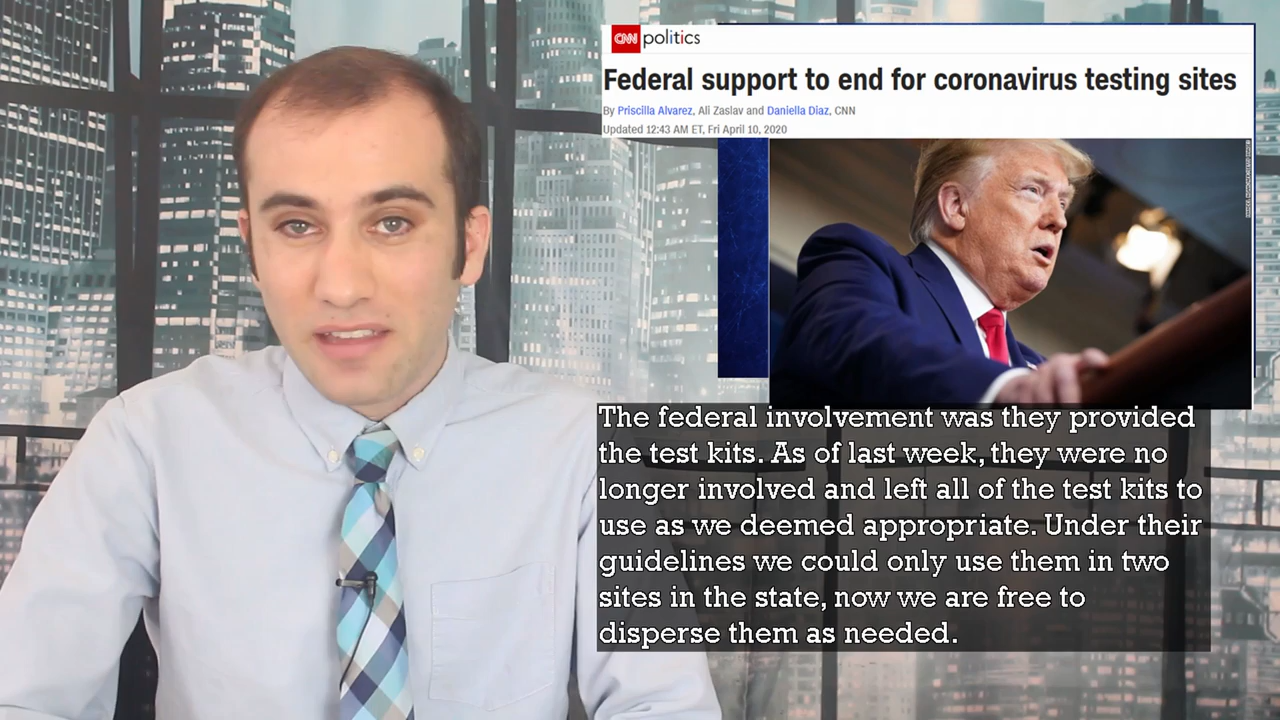 CNN politics
Federal support to end for coronavirus testing sites
By Priscilla Alvarez, Ali Zaslav and Daniella Diaz, CNN
Updated 12:43 AM ET, Fri April 10, 2020
The federal involvement was they provided
the test kits. As of last week, they were no
longer involved and left all of the test kits to
use as we deemed appropriate. Under their
guidelines we could only use them in two
sites in the state, now we are free to
disperse them as needed.